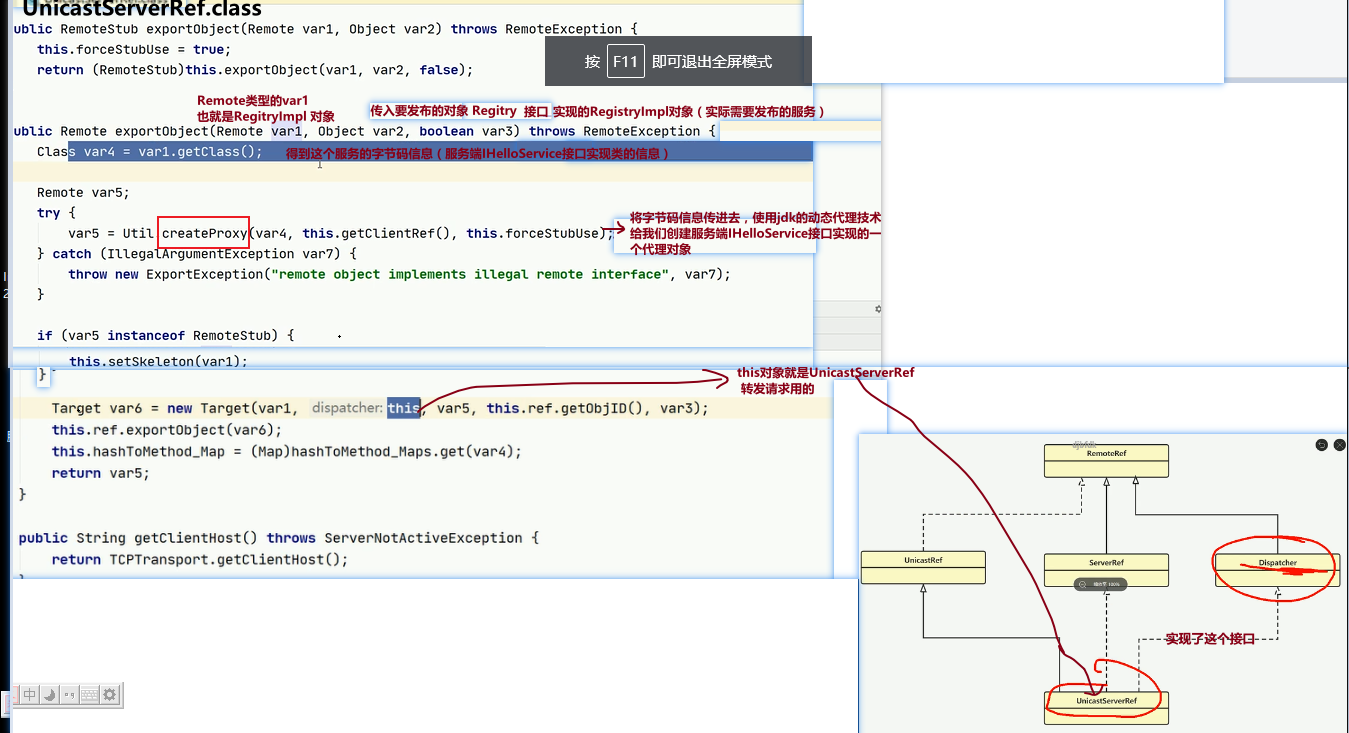 UnicastServerRef.class
ublic RemoteStub exportObject(Remote var1, Object var2) throws RemoteException {
this.forceStubUse = true;
return (RemoteStub)this.exportObject(var1, var2, false);
按 F11 即可退出全屏模式
Remote类型的var1
也就是RegitryImpl 对象
传入要发布的对象 Regitry 接口 实现的RegistryImpl对象（实际需要发布的服务）
ublic Remote exportObject(Remote var1, Object var2, boolean var3) throws RemoteException {
Class var4 = var1.getClass();
得到这个服务的字节码信息（服务端IHelloService接口实现类的信息）
Remote var5;
try {
var5 = Util.createProxy(var4, this.getClientRef(), this.forceStubUse);
将字节码信息传进去，使用jdk的动态代理技术
给我们创建服务端IHelloService接口实现的一
个代理对象
} catch (IllegalArgumentException var7) {
throw new ExportException("remote object implements illegal remote interface", var7);
}
if (var5 instanceof RemoteStub) {
this.setSkeleton(var1);
}
this对象就是UnicastServerRef
转发请求用的
Target var6 = new Target(var1, dispatcher: this, var5, this.ref.getObjID(), var3);
this.ref.exportObject(var6);
this.hashToMethod_Map = (Map)hashToMethod_Maps.get(var4);
return var5;
}
public String getClientHost() throws ServerNotActiveException {
return TCPTransport.getClientHost();
RemoteRef
UnicastRef
ServerRef
Dispatcher
实现了这个接口
UnicastServerRef
中